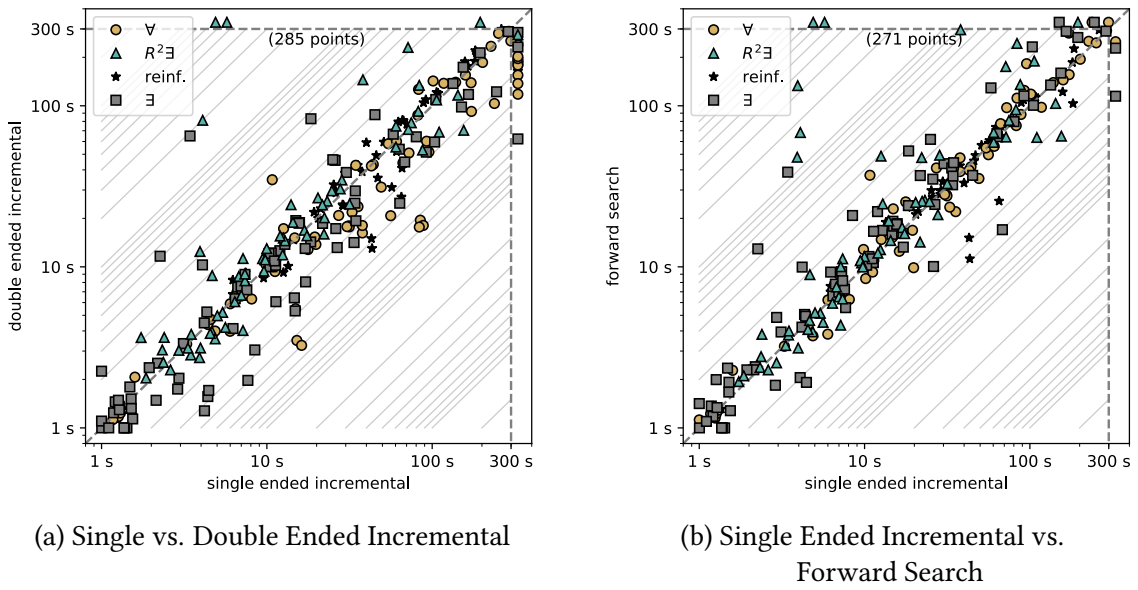 300 s
100 s
10 s
1 s
double ended incremental
∀
R²∃
reinf.
∃
(285 points)
1 s
10 s
100 s
300 s
single ended incremental
300 s
100 s
10 s
1 s
forward search
∀
R²∃
reinf.
∃
(271 points)
1 s
10 s
100 s
300 s
single ended incremental
(a) Single vs. Double Ended Incremental
(b) Single Ended Incremental vs.
Forward Search